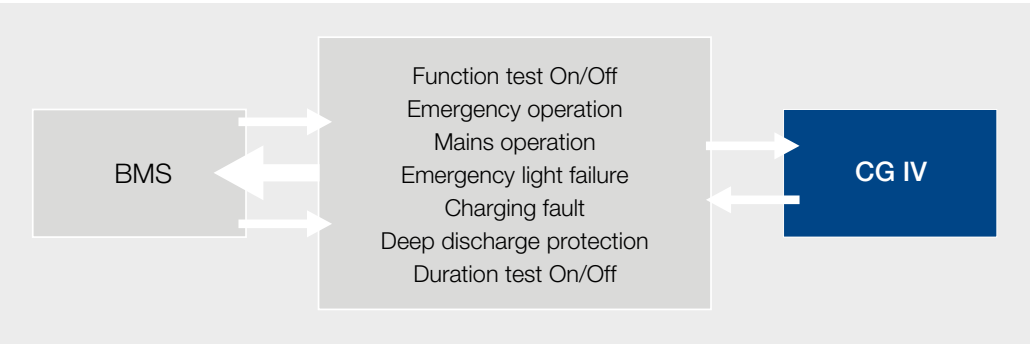 BMS
Function test On/Off
Emergency operation
Mains operation
Emergency light failure
Charging fault
Deep discharge protection
Duration test On/Off
CG IV